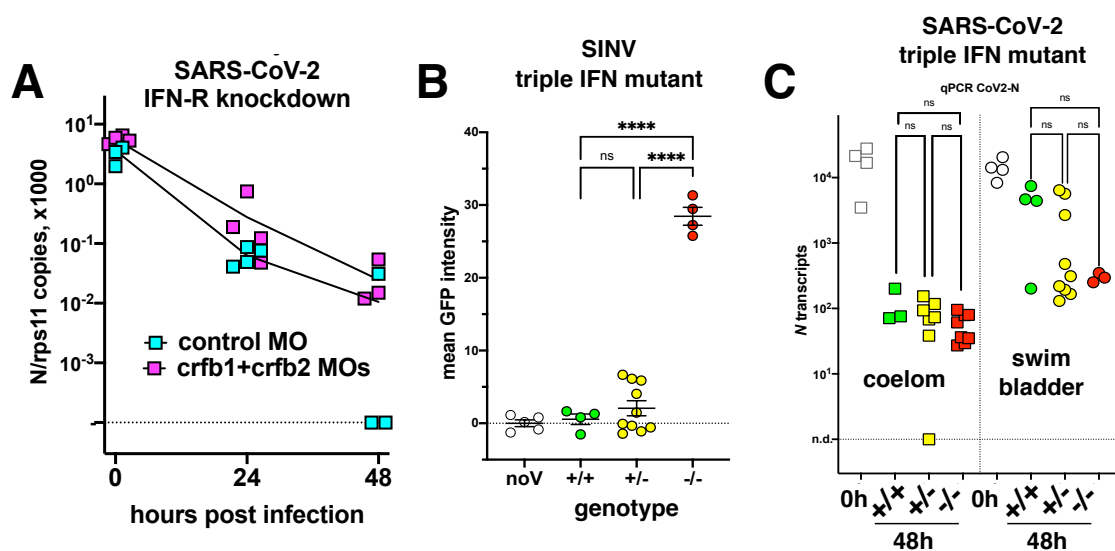 A
SARS-CoV-2
IFN-R knockdown
N/rps11 copies, x1000
10¹
10⁰
10⁻¹
10⁻²
10⁻³
control MO
crfb1+crfb2 MOs
0
24
48
hours post infection
B
SINV
triple IFN mutant
mean GFP intensity
40
30
20
10
0
****
ns
****
noV
+/+
+/-
-/-
genotype
C
SARS-CoV-2
triple IFN mutant
qPCR CoV2-N
N transcripts
10⁴
10³
10²
10¹
n.d.
ns
ns
ns
ns
ns
ns
coelom
swim
bladder
0h
+/+
+/-
-/-
0h
+/+
+/-
-/-
48h
48h